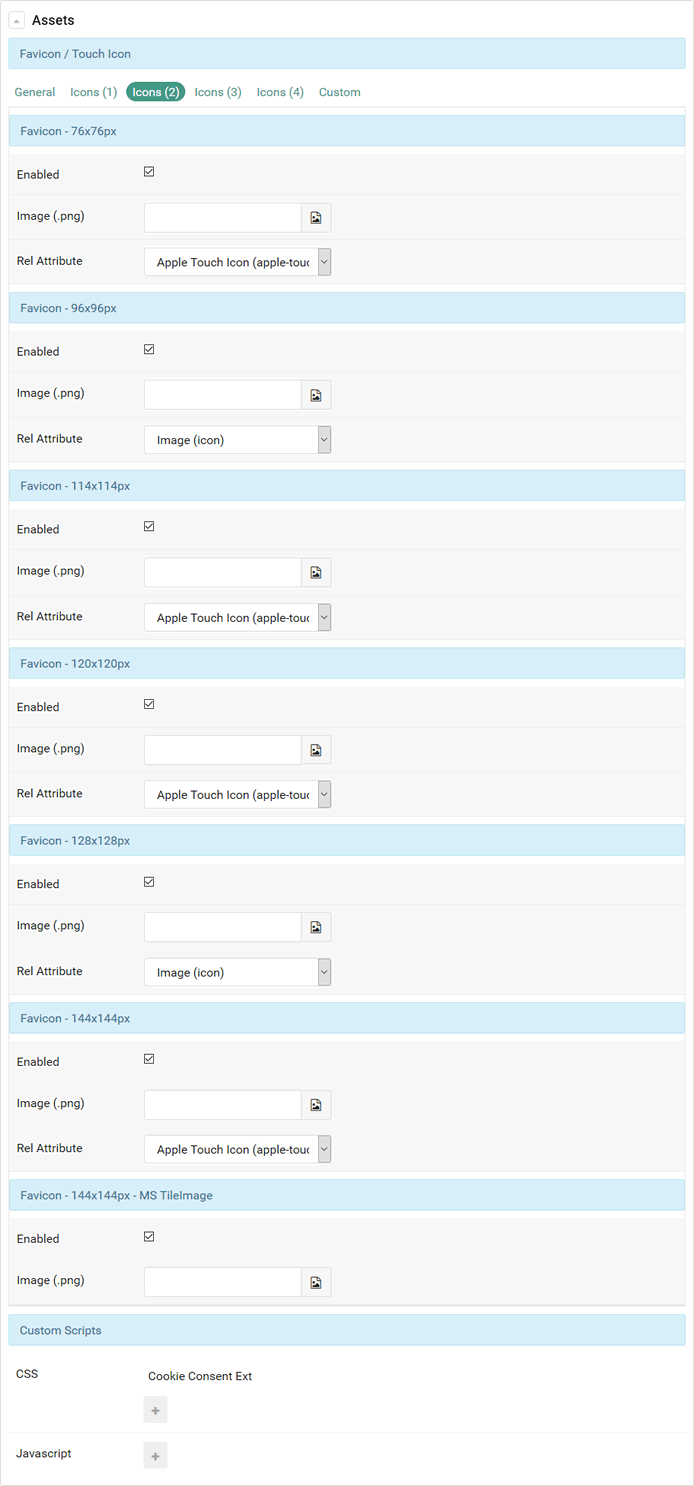 Assets
Favicon / Touch Icon
General Icons (1) Icons (2) Icons (3) Icons (4) Custom
Favicon - 76x76px
Enabled
Image (.png)
Rel Attribute Apple Touch Icon (apple-touc
Favicon - 96x96px
Enabled
Image (.png)
Rel Attribute Image (icon)
Favicon - 114x114px
Enabled
Image (.png)
Rel Attribute Apple Touch Icon (apple-touc
Favicon - 120x120px
Enabled
Image (.png)
Rel Attribute Apple Touch Icon (apple-touc
Favicon - 128x128px
Enabled
Image (.png)
Rel Attribute Image (icon)
Favicon - 144x144px
Enabled
Image (.png)
Rel Attribute Apple Touch Icon (apple-touc
Favicon - 144x144px - MS TileImage
Enabled
Image (.png)
Custom Scripts
CSS Cookie Consent Ext
+
Javascript +